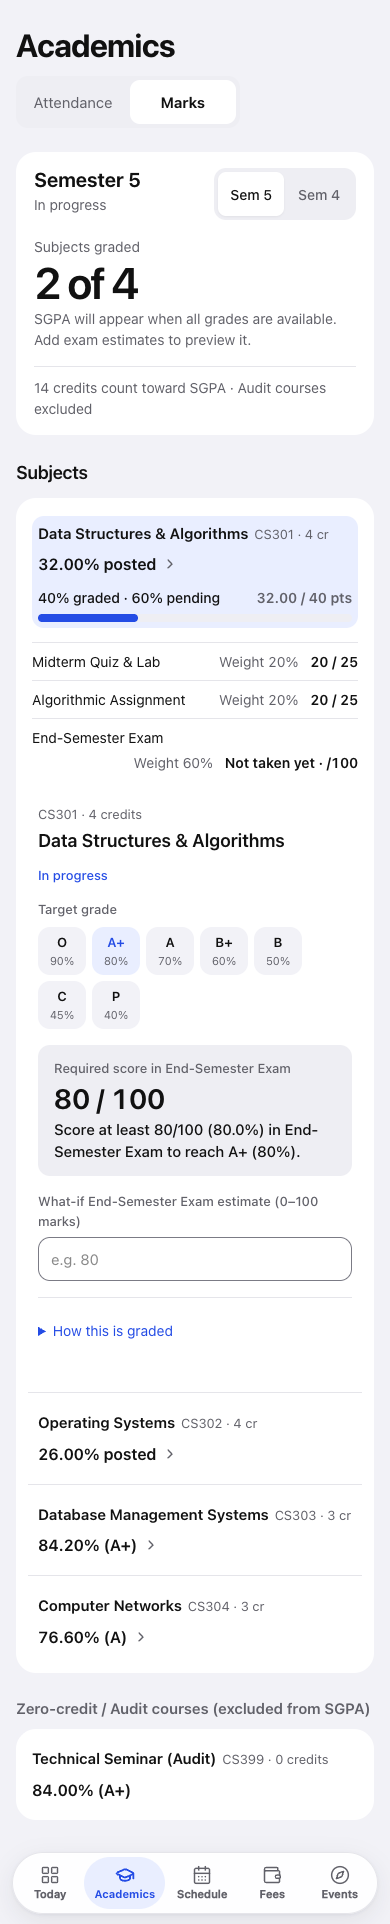 Academics
Attendance Marks
Semester 5
In progress
Sem 5 Sem 4
Subjects graded
2 of 4
SGPA will appear when all grades are available.
Add exam estimates to preview it.
14 credits count toward SGPA · Audit courses
excluded
Subjects
Data Structures & Algorithms CS301 · 4 cr
32.00% posted >
40% graded · 60% pending 32.00 / 40 pts
Midterm Quiz & Lab Weight 20% 20 / 25
Algorithmic Assignment Weight 20% 20 / 25
End-Semester Exam
Weight 60% Not taken yet · /100
CS301 · 4 credits
Data Structures & Algorithms
In progress
Target grade
O A+ A B+ B
90% 80% 70% 60% 50%
C P
45% 40%
Required score in End-Semester Exam
80 / 100
Score at least 80/100 (80.0%) in End-
Semester Exam to reach A+ (80%).
What-if End-Semester Exam estimate (0–100
marks)
e.g. 80
▶ How this is graded
Operating Systems CS302 · 4 cr
26.00% posted >
Database Management Systems CS303 · 3 cr
84.20% (A+) >
Computer Networks CS304 · 3 cr
76.60% (A) >
Zero-credit / Audit courses (excluded from SGPA)
Technical Seminar (Audit) CS399 · 0 credits
84.00% (A+)
Today Academics Schedule Fees Events